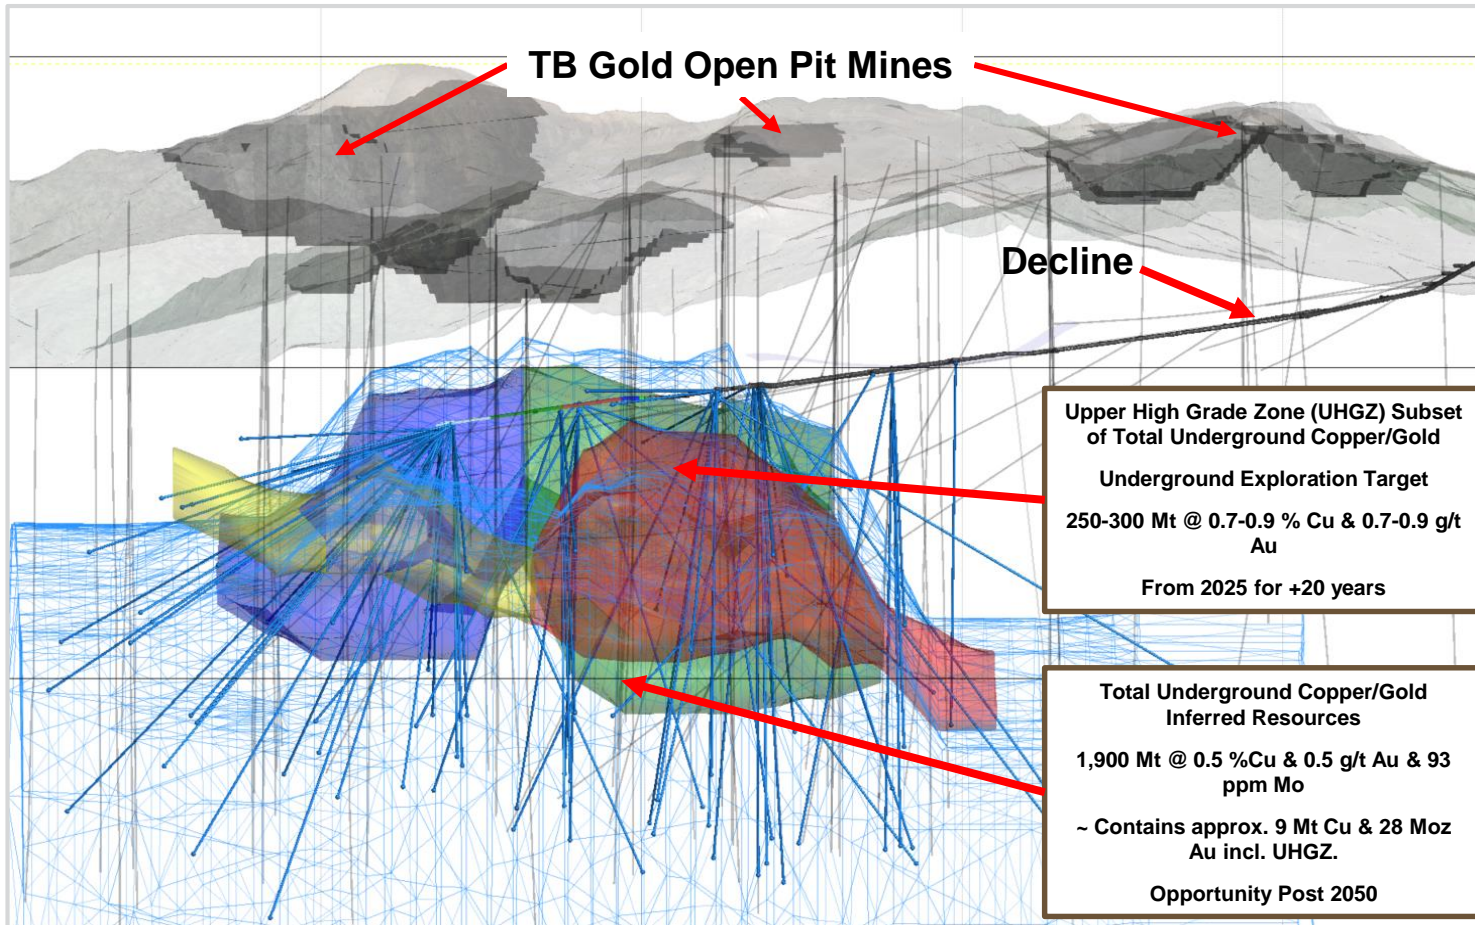 TB Gold Open Pit Mines
Decline
Upper High Grade Zone (UHGZ) Subset
of Total Underground Copper/Gold
Underground Exploration Target
250-300 Mt @ 0.7-0.9 % Cu & 0.7-0.9 g/t
Au
From 2025 for +20 years
Total Underground Copper/Gold
Inferred Resources
1,900 Mt @ 0.5 %Cu & 0.5 g/t Au & 93
ppm Mo
~ Contains approx. 9 Mt Cu & 28 Moz
Au incl. UHGZ.
Opportunity Post 2050